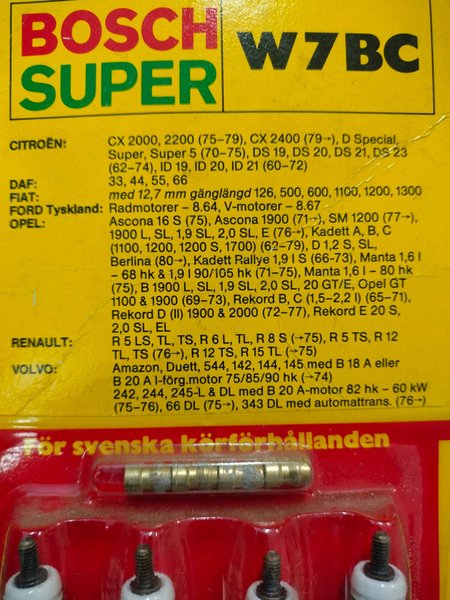 BOSCH
SUPER
W7BC
CITROËN: CX 2000, 2200 (75–79), CX 2400 (79→), D Special,
Super, Super 5 (70–75), DS 19, DS 20, DS 21, DS 23
(62–74), ID 19, ID 20, ID 21 (60–72)
DAF: 33, 44, 55, 66
FIAT: med 12,7 mm gänglängd 126, 500, 600, 1100, 1200, 1300
FORD Tyskland: Radmotorer – 8.64, V-motorer – 8.67
OPEL: Ascona 16 S (75), Ascona 1900 (71→), SM 1200 (77→),
1900 L, SL, 1,9 SL, 2,0 SL, E (76→), Kadett A, B, C
(1100, 1200, 1200 S, 1700) (62–79), D 1,2 S, SL,
Berlina (80→), Kadett Rallye 1,9 l S (66–73), Manta 1,6 l
– 68 hk & 1,9 l 90/105 hk (71–75), Manta 1,6 l – 80 hk
(75), B 1900 L, SL, 1,9 SL, 2,0 SL, 20 GT/E, Opel GT
1100 & 1900 (69–73), Rekord B, C (1,5–2,2 l) (65–71),
Rekord D (II) 1900 & 2000 (72–77), Rekord E 20 S,
2,0 SL, EL
RENAULT: R 5 LS, TL, TS, R 6 L, TL, R 8 S (→75), R 5 TS, R 12
TL, TS (76→), R 12 TS, R 15 TL (→75)
VOLVO: Amazon, Duett, 544, 142, 144, 145 med B 18 A eller
B 20 A l-förg.motor 75/85/90 hk (→74)
242, 244, 245-L & DL med B 20 A-motor 82 hk – 60 kW
(75–76), 66 DL (75→), 343 DL med automattrans. (76→)
För svenska körförhållanden